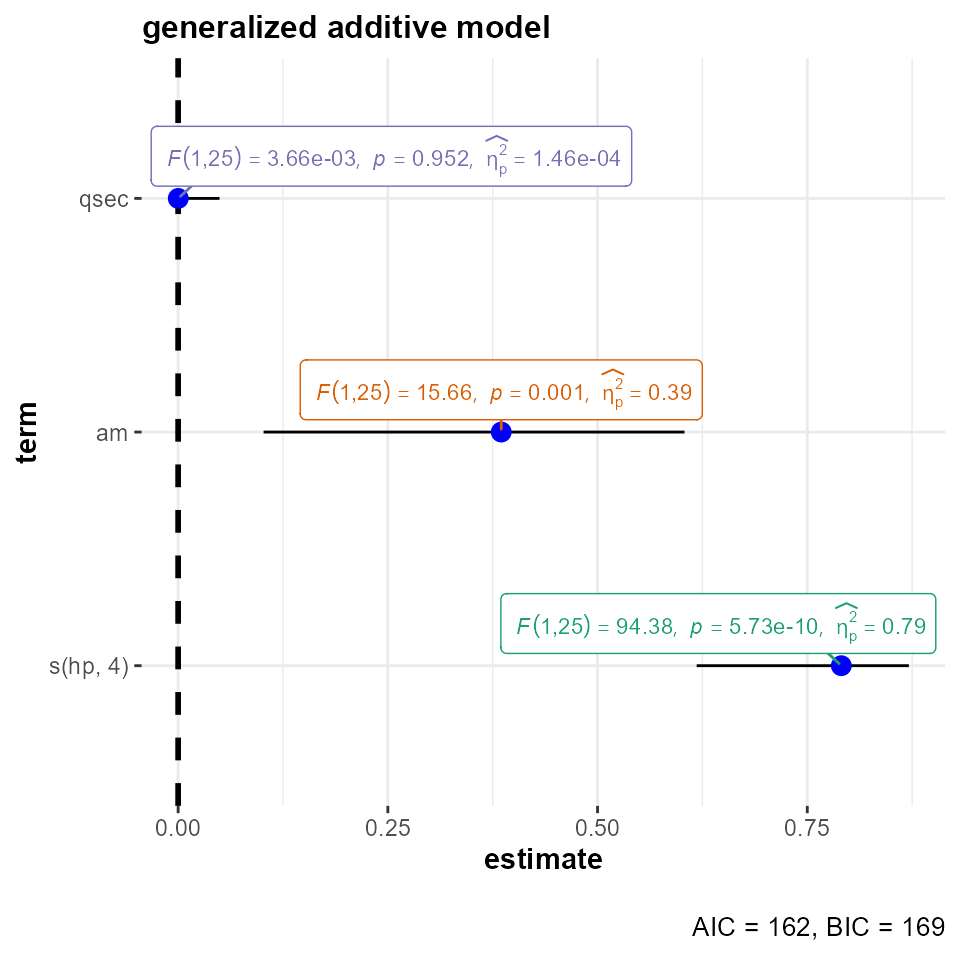 generalized additive model
F(1,25) = 3.66e-03, p = 0.952, η̂²ₚ = 1.46e-04
qsec
F(1,25) = 15.66, p = 0.001, η̂²ₚ = 0.39
am
F(1,25) = 94.38, p = 5.73e-10, η̂²ₚ = 0.79
s(hp, 4)
term
0.00 0.25 0.50 0.75
estimate
AIC = 162, BIC = 169